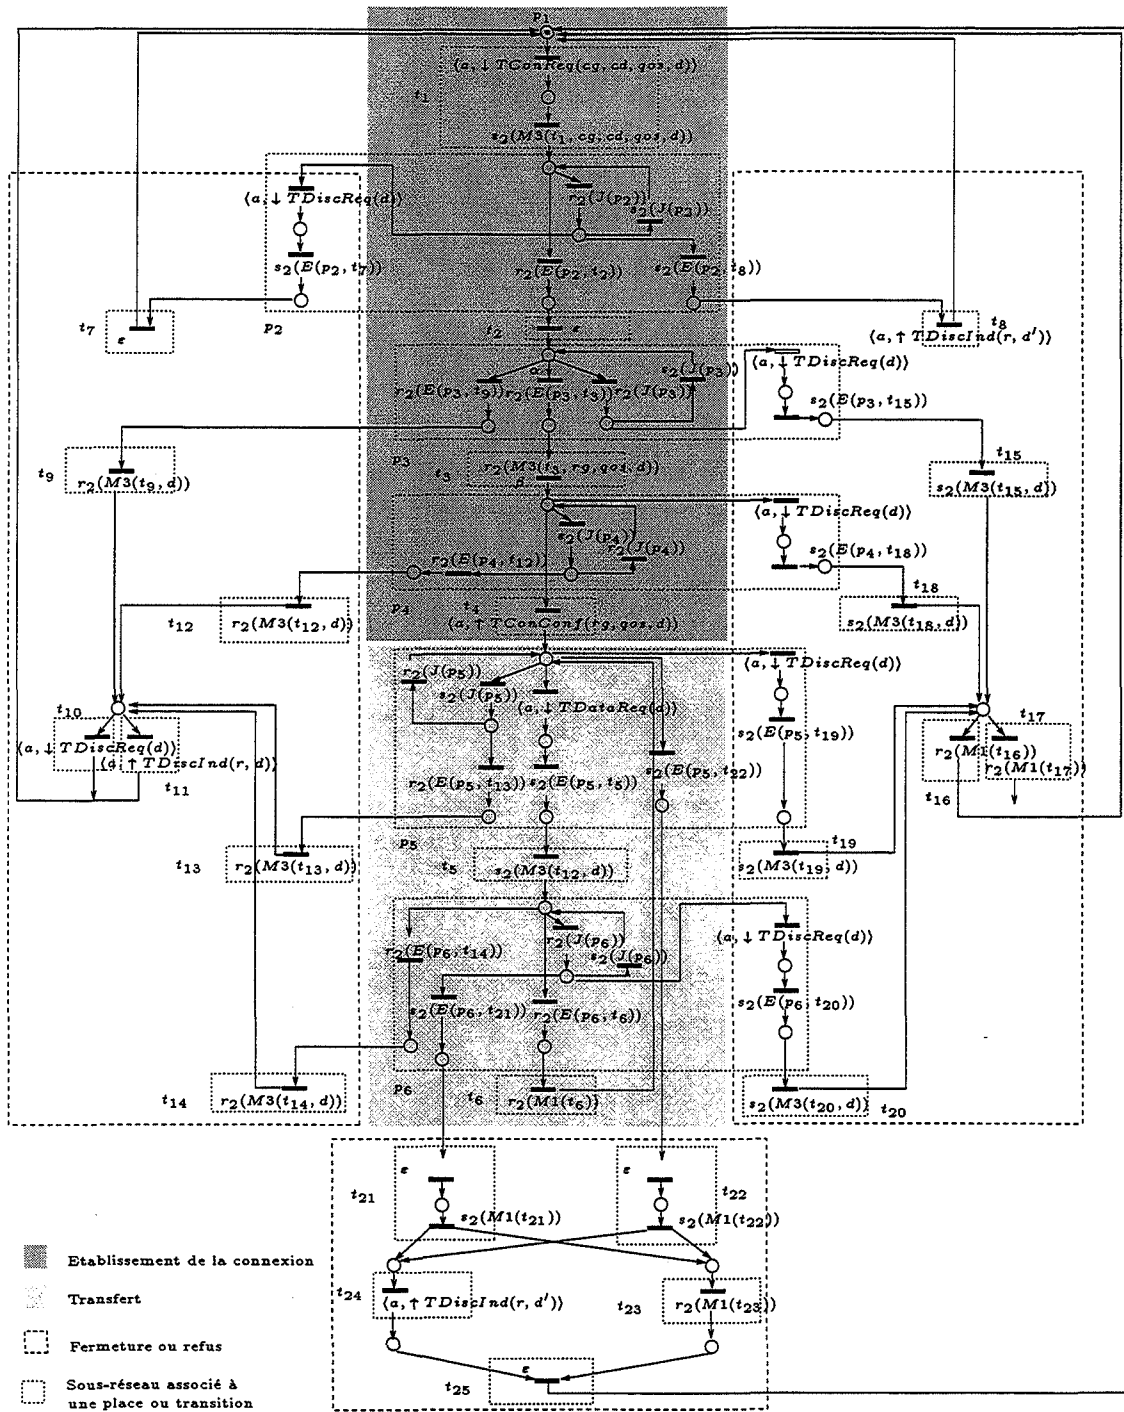 p1
⟨a,↓ TConReq(cg, cd, qos, d)⟩
t1
s2(M3(t1, cg, cd, qos, d))
⟨a,↓ TDiscReq(d)⟩
r2(J(p2))
s2(J(p2))
s2(E(p2, t7))
r2(E(p2, t2))
s2(E(p2, t8))
t7
ε
p2
t2
ε
t8
⟨a,↑ TDiscInd(r, d')⟩
s2(J(p3))
⟨a,↓ TDiscReq(d)⟩
α
r2(E(p3, t9))
r2(E(p3, t3))
r2(J(p3))
s2(E(p3, t15))
t9
p3
t3
r2(M3(t3, rg, qos, d))
β
t15
r2(M3(t9, d))
s2(M3(t15, d))
⟨a,↓ TDiscReq(d)⟩
s2(J(p4))
r2(J(p4))
r2(E(p4, t12))
s2(E(p4, t18))
t18
t12
r2(M3(t12, d))
p4
t4
⟨a,↑ TConConf(rg, qos, d)⟩
s2(M3(t18, d))
r2(J(p5))
s2(J(p5))
⟨a,↓ TDiscReq(d)⟩
⟨a,↓ TDataReq(d)⟩
t10
⟨a,↓ TDiscReq(d)⟩
⟨a,↑ TDiscInd(r, d)⟩
t11
s2(E(p5, t19))
t17
r2(M1(t16))
r2(M1(t17))
t16
r2(E(p5, t13))
s2(E(p5, t5))
s2(E(p5, t22))
p5
t13
r2(M3(t13, d))
t5
s2(M3(t12, d))
t19
s2(M3(t19, d))
r2(E(p6, t14))
r2(J(p6))
s2(J(p6))
⟨a,↓ TDiscReq(d)⟩
s2(E(p6, t21))
r2(E(p6, t6))
s2(E(p6, t20))
t14
r2(M3(t14, d))
p6
t6
r2(M1(t6))
s2(M3(t20, d))
t20
ε
ε
t21
t22
s2(M1(t21))
s2(M1(t22))
Etablissement de la connexion
t24
⟨a,↑ TDiscInd(r, d')⟩
t23
r2(M1(t23))
Transfert
Fermeture ou refus
ε
t25
Sous-réseau associé à
une place ou transition